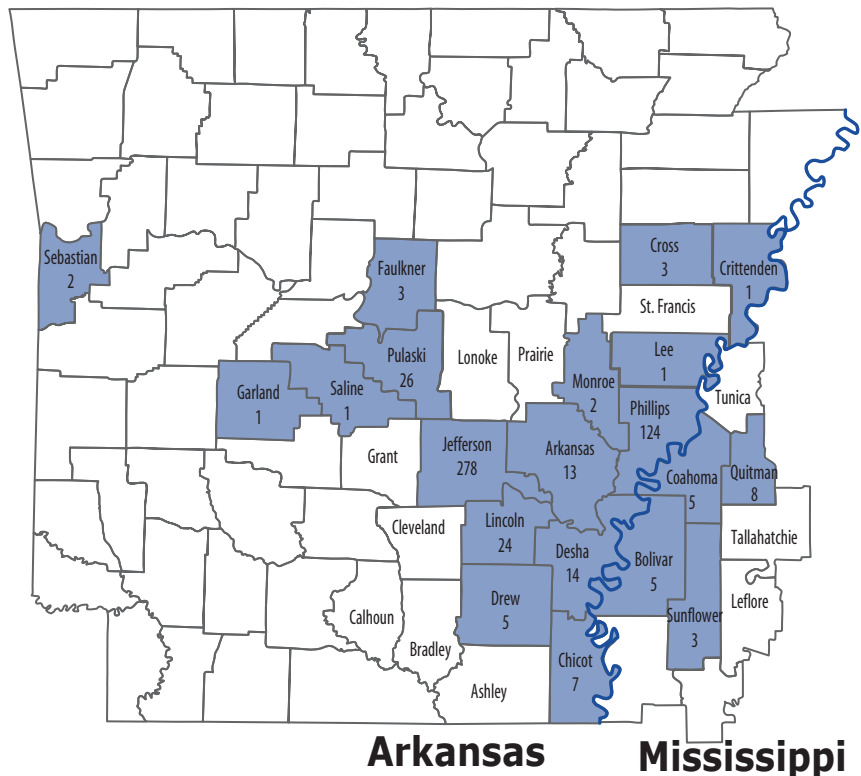 Sebastian
2
Faulkner
3
Cross
3
Crittenden
1
St. Francis
Pulaski
26
Lonoke
Prairie
Lee
1
Garland
1
Saline
1
Monroe
2
Phillips
124
Tunica
Grant
Jefferson
278
Arkansas
13
Coahoma
5
Quitman
8
Cleveland
Lincoln
24
Desha
14
Bolivar
5
Tallahatchie
Calhoun
Bradley
Drew
5
Sunflower
3
Leflore
Ashley
Chicot
7
Arkansas
Mississippi